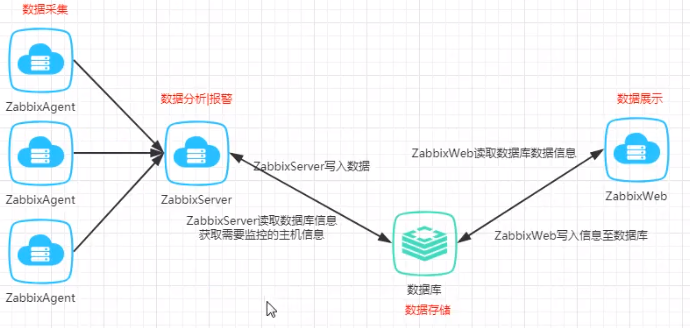 数据采集
ZabbixAgent
数据分析|报警
数据展示
ZabbixAgent
ZabbixServer
ZabbixServer写入数据
ZabbixWeb读取数据库数据信息
ZabbixWeb
ZabbixServer读取数据库信息
获取需要监控的主机信息
ZabbixWeb写入信息至数据库
ZabbixAgent
数据库
数据存储